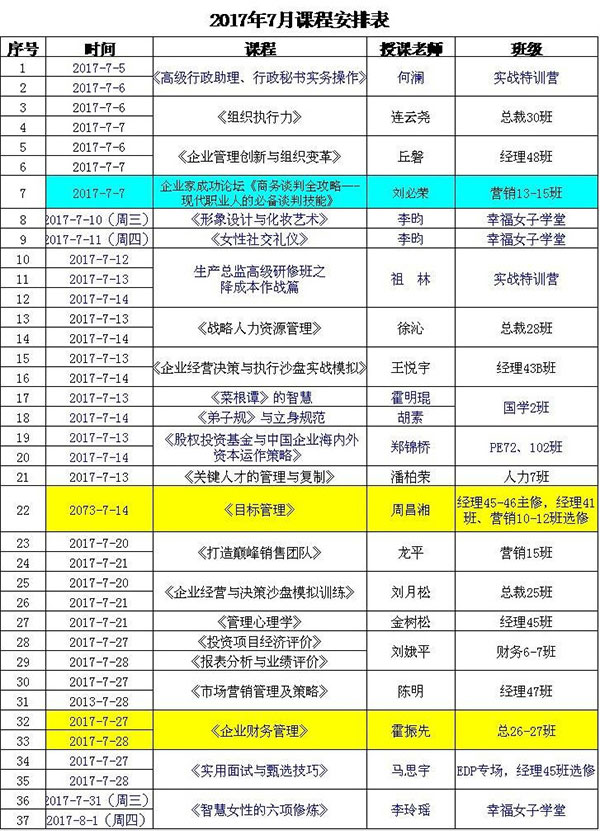 2017年7月课程安排表
序号 时间 课程 授课老师 班级
1 2017-7-5 《高级行政助理、行政秘书实务操作》 何澜 实战特训营
2 2017-7-6
3 2017-7-6 《组织执行力》 连云尧 总裁30班
4 2017-7-7
5 2017-7-6 《企业管理创新与组织变革》 丘磐 经理48班
6 2017-7-7
7 2017-7-7 企业家成功论坛《商务谈判全攻略---
现代职业人的必备谈判技能》 刘必荣 营销13-15班
8 2017-7-10（周三） 《形象设计与化妆艺术》 李昀 幸福女子学堂
9 2017-7-11（周四） 《女性社交礼仪》 李昀 幸福女子学堂
10 2017-7-12 生产总监高级研修班之
11 2017-7-13 降成本作战篇 祖 林 实战特训营
12 2017-7-14
13 2017-7-13 《战略人力资源管理》 徐沁 总裁28班
14 2017-7-14
15 2017-7-13 《企业经营决策与执行沙盘实战模拟》 王悦宇 经理43B班
16 2017-7-14
17 2017-7-13 《菜根谭》的智慧 霍明琨 国学2班
18 2017-7-14 《弟子规》与立身规范 胡素
19 2017-7-13 《股权投资基金与中国企业海内外 郑锦桥 PE72、102班
20 2017-7-14 资本运作策略》
21 2017-7-13 《关键人才的管理与复制》 潘柏荣 人力7班
22 2073-7-14 《目标管理》 周昌湘 经理45-46主修，经理41
班、营销10-12班选修
23 2017-7-20 《打造巅峰销售团队》 龙平 营销15班
24 2017-7-21
25 2017-7-20 《企业经营与决策沙盘模拟训练》 刘月松 总裁25班
26 2017-7-21
27 2017-7-21 《管理心理学》 金树松 经理45班
28 2017-7-27 《投资项目经济评价》 刘娥平 财务6-7班
29 2017-7-28 《报表分析与业绩评价》
30 2017-7-27 《市场营销管理及策略》 陈明 经理47班
31 2013-7-28
32 2017-7-27 《企业财务管理》 霍振先 总26-27班
33 2017-7-28
34 2017-7-27 《实用面试与甄选技巧》 马思宇 EDP专场，经理45班选修
35 2017-7-28
36 2017-7-31（周三） 《智慧女性的六项修炼》 李玲瑶 幸福女子学堂
37 2017-8-1（周四）